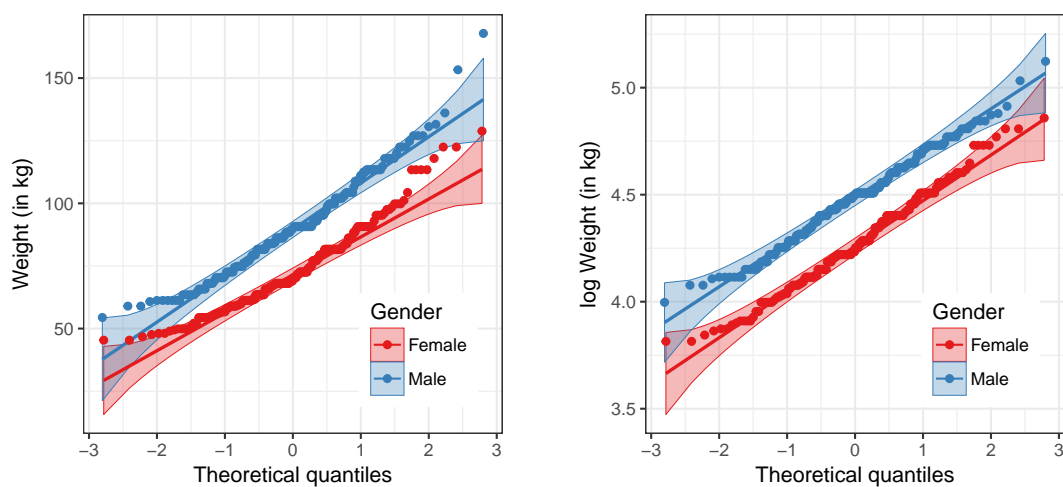 150
100
50
−3
−2
−1
0
1
2
3
Theoretical quantiles
Weight (in kg)
Gender
Female
Male
5.0
4.5
4.0
3.5
−3
−2
−1
0
1
2
3
Theoretical quantiles
log Weight (in kg)
Gender
Female
Male